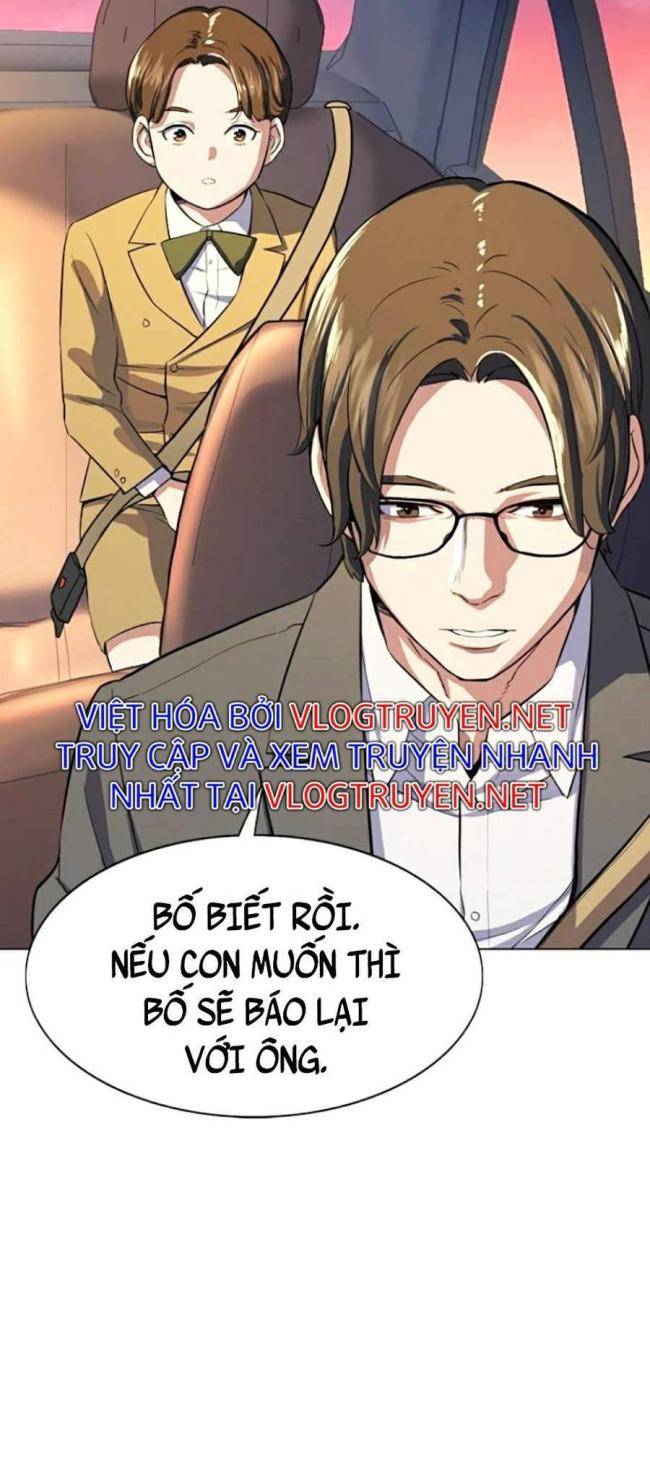 VIỆT HÓA BỞI VLOGTRUYEN.NET
TRUY CẬP VÀ XEM TRUYỆN NHANH
NHẤT TẠI VLOGTRUYEN.NET
BỐ BIẾT RỒI.
NẾU CON MUỐN THÌ
BỐ SẼ BÁO LẠI
VỚI ÔNG.